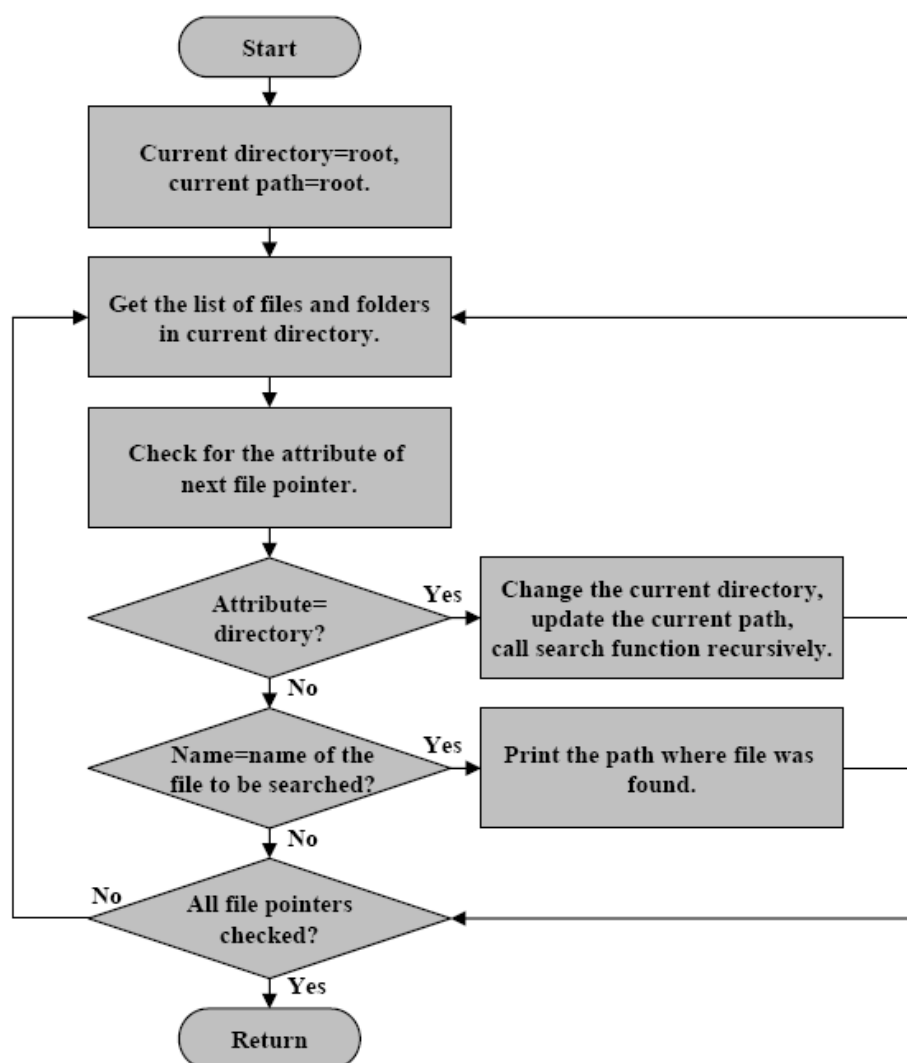 Start
Current directory=root,
current path=root.
Get the list of files and folders
in current directory.
Check for the attribute of
next file pointer.
Attribute=
directory?
Yes
Change the current directory,
update the current path,
call search function recursively.
No
Name=name of the
file to be searched?
Yes
Print the path where file was
found.
No
All file pointers
checked?
No
Yes
Return